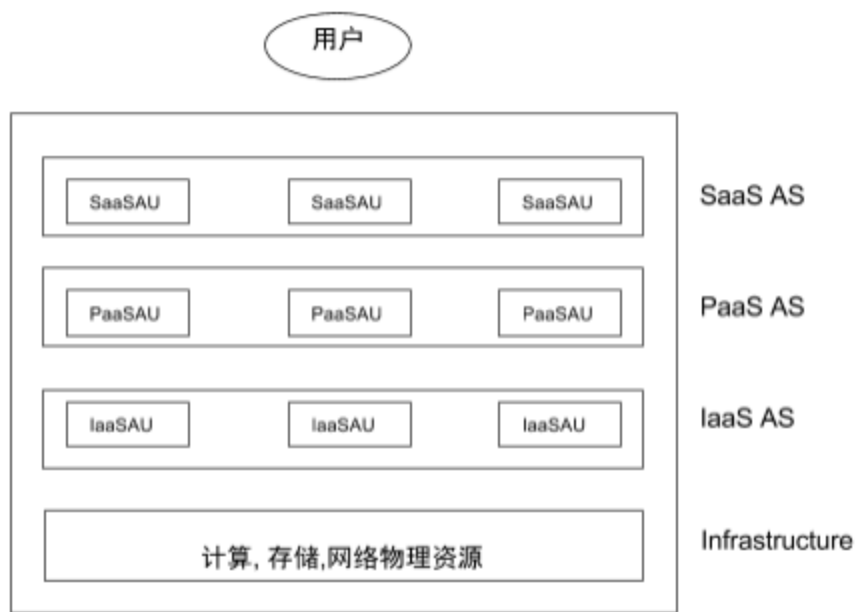 用户
SaaSAU SaaSAU SaaSAU SaaS AS
PaaSAU PaaSAU PaaSAU PaaS AS
IaaSAU IaaSAU IaaSAU IaaS AS
计算, 存储,网络物理资源 Infrastructure